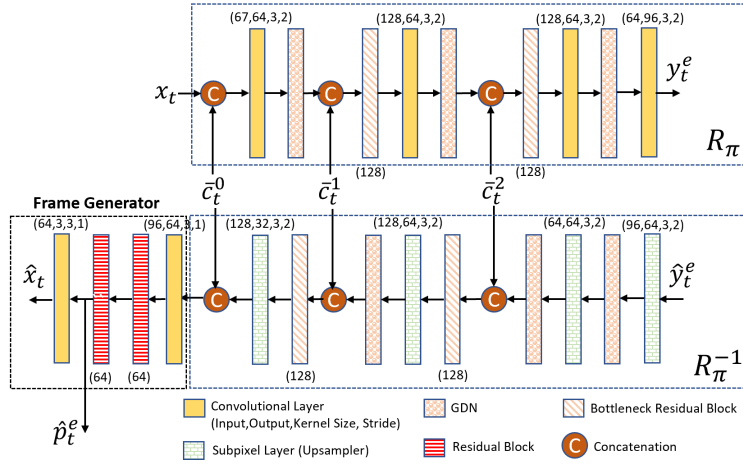 (67,64,3,2) (128,64,3,2) (128,64,3,2) (64,96,3,2)
x_t C C C y_t^e
R_π
(128) (128)
c̄_t^0 c̄_t^1 c̄_t^2
Frame Generator
(64,3,3,1) (96,64,3,1) (128,32,3,2) (128,64,3,2) (64,64,3,2) (96,64,3,2)
x̂_t C C C ŷ_t^e
R_π^{-1}
(64) (64) (128) (128)
p̂_t^e
Convolutional Layer GDN Bottleneck Residual Block
(Input,Output,Kernel Size, Stride)
Subpixel Layer (Upsampler) Residual Block C Concatenation